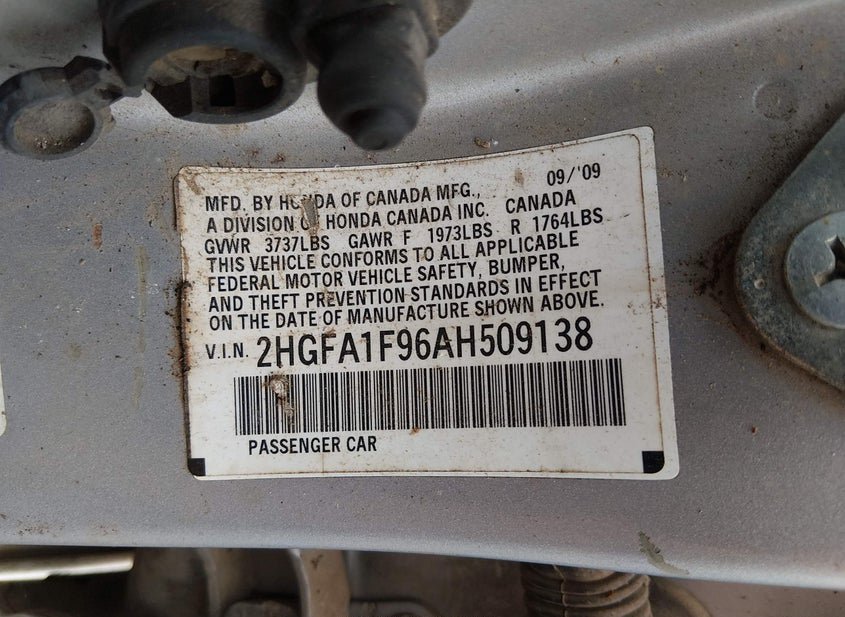 09/'09
MFD. BY HONDA OF CANADA MFG.,
A DIVISION OF HONDA CANADA INC. CANADA
GVWR 3737LBS GAWR F 1973LBS R 1764LBS
THIS VEHICLE CONFORMS TO ALL APPLICABLE
FEDERAL MOTOR VEHICLE SAFETY, BUMPER,
AND THEFT PREVENTION STANDARDS IN EFFECT
ON THE DATE OF MANUFACTURE SHOWN ABOVE.
V.I.N. 2HGFA1F96AH509138
PASSENGER CAR